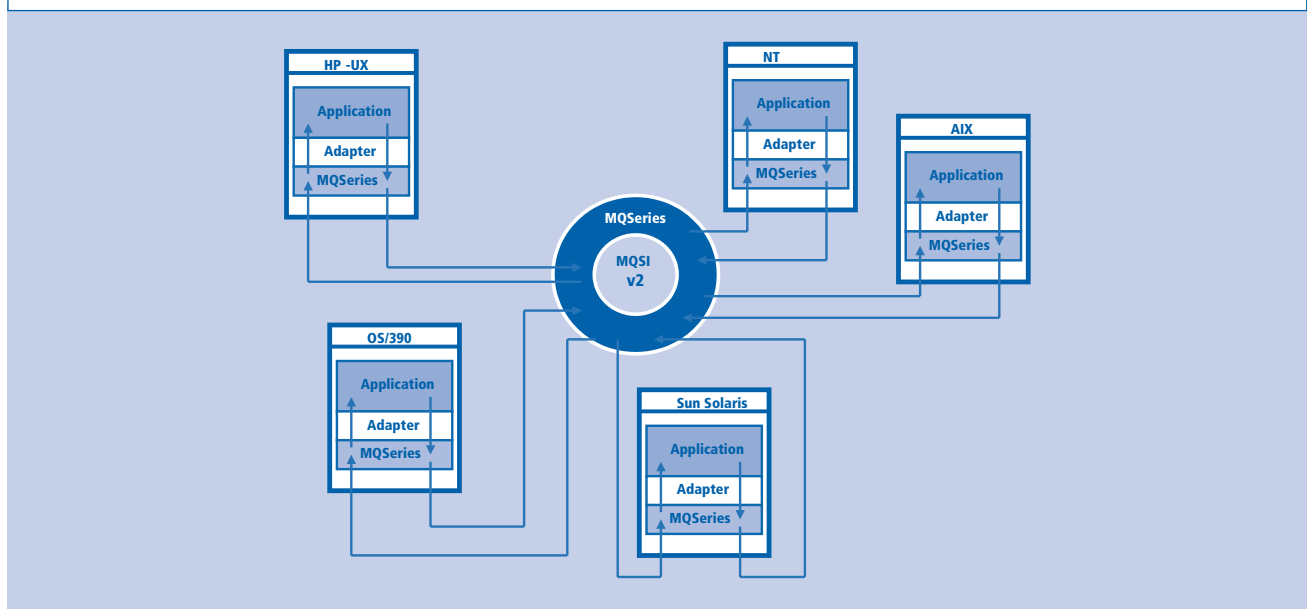 HP -UX
Application
Adapter
MQSeries
NT
Application
Adapter
MQSeries
AIX
Application
Adapter
MQSeries
MQSeries
MQSI
v2
OS/390
Application
Adapter
MQSeries
Sun Solaris
Application
Adapter
MQSeries